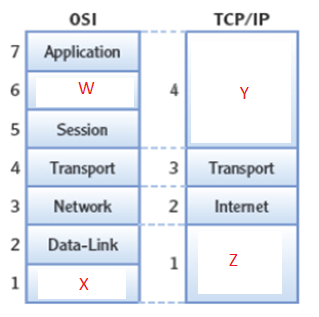 OSI TCP/IP
7 Application
6 W 4 Y
5 Session
4 Transport 3 Transport
3 Network 2 Internet
2 Data-Link 1 Z
1 X